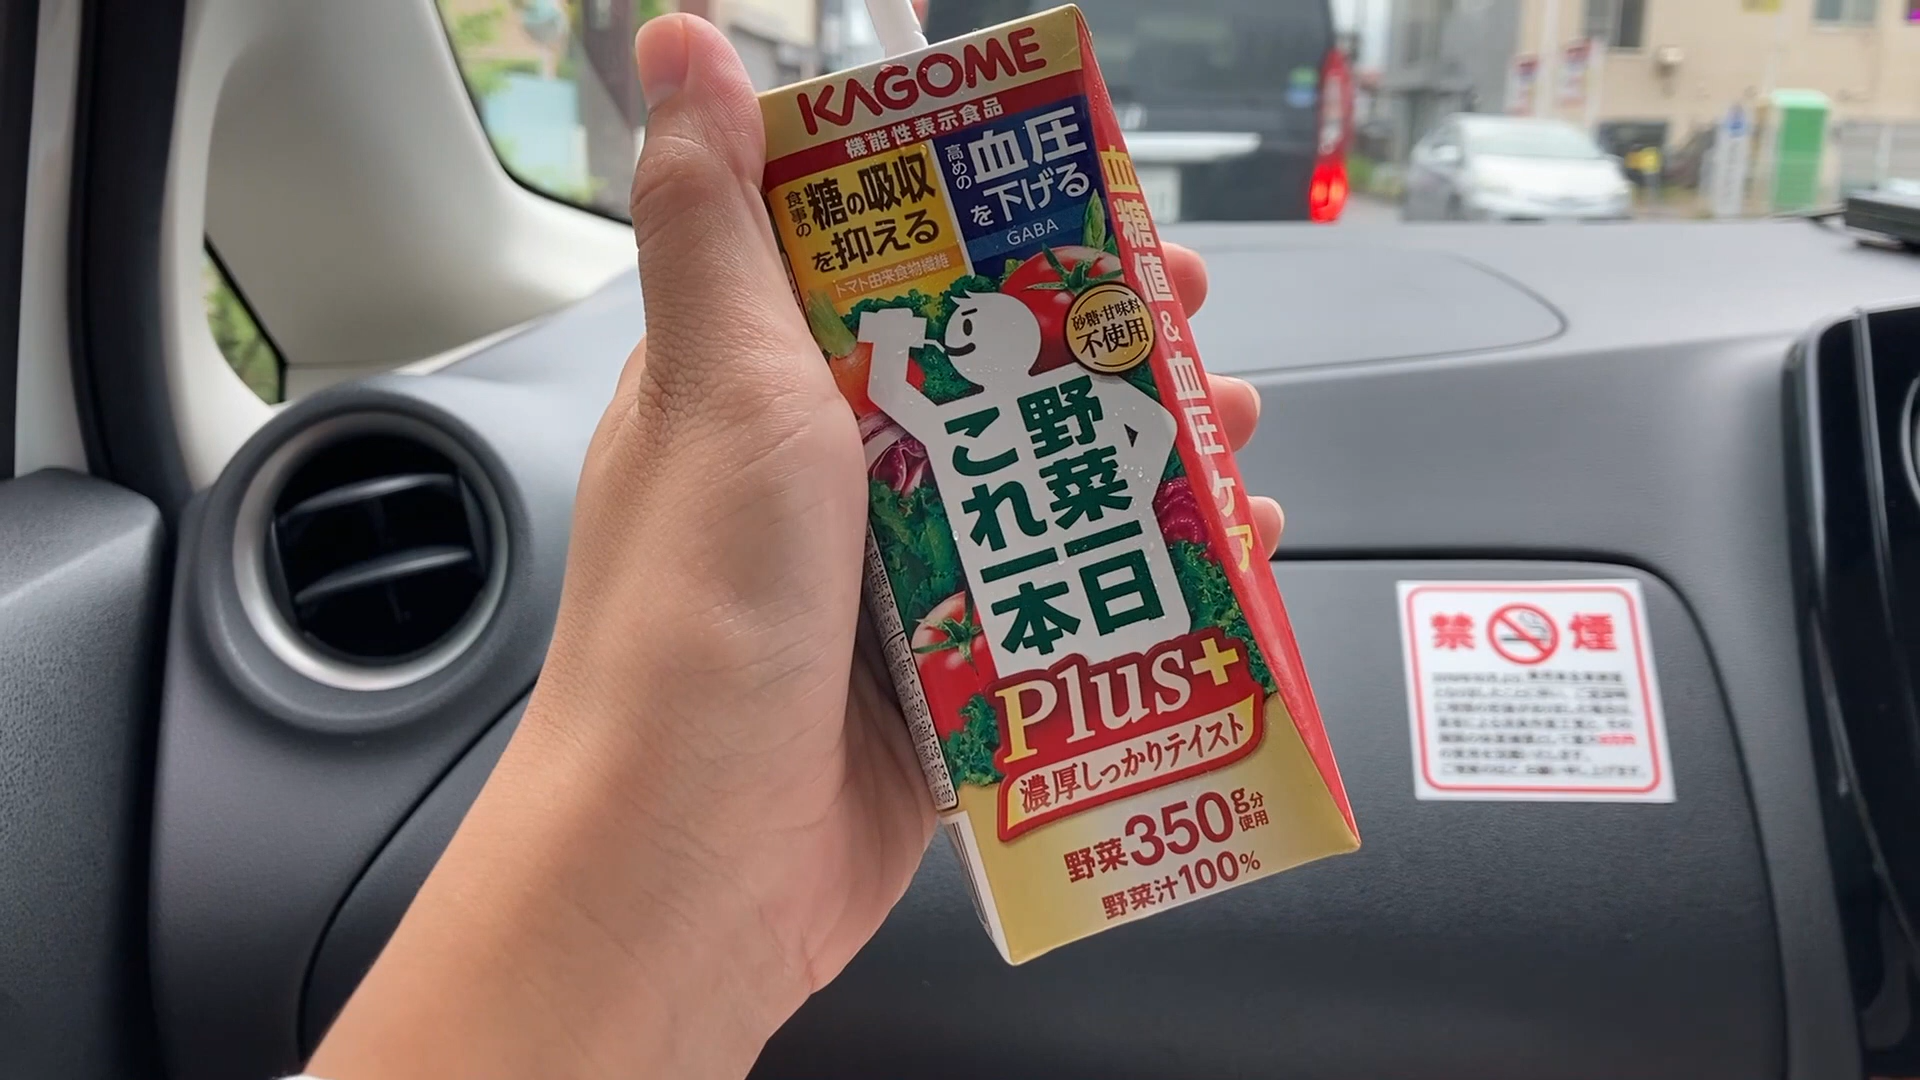 KAGOME
機能性表示食品
食事の
糖の吸収
を抑える
トマト由来食物繊維
高めの
血圧
を下げる
GABA
砂糖・甘味料
不使用
野菜一日
これ一本
Plus+
濃厚しっかりテイスト
野菜350g分
使用
野菜汁100%
血糖値&血圧ケア
禁煙